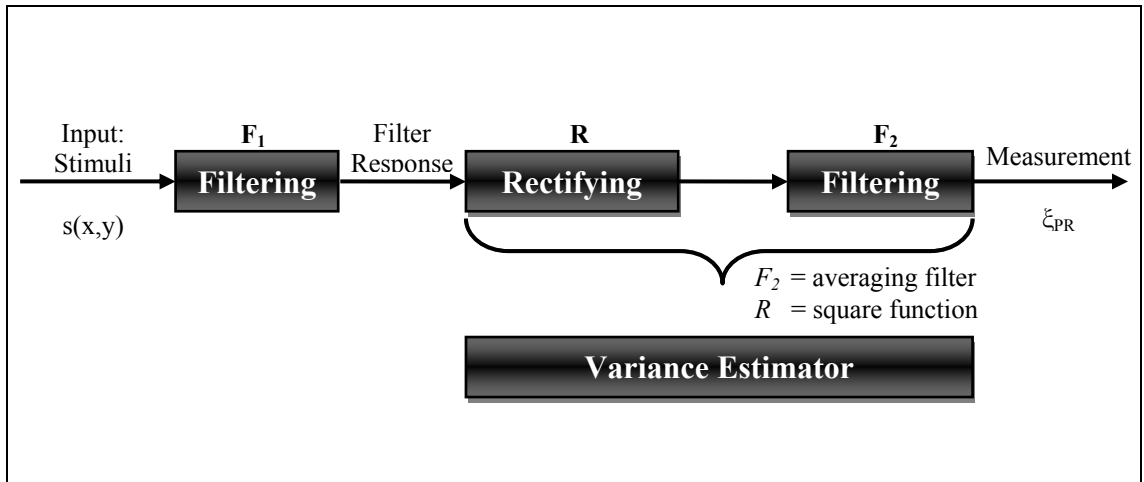 Input:
Stimuli
F₁
Filter
Response
R
F₂
Measurement
Filtering
Rectifying
Filtering
s(x,y)
ξPR
F₂ = averaging filter
R = square function
Variance Estimator